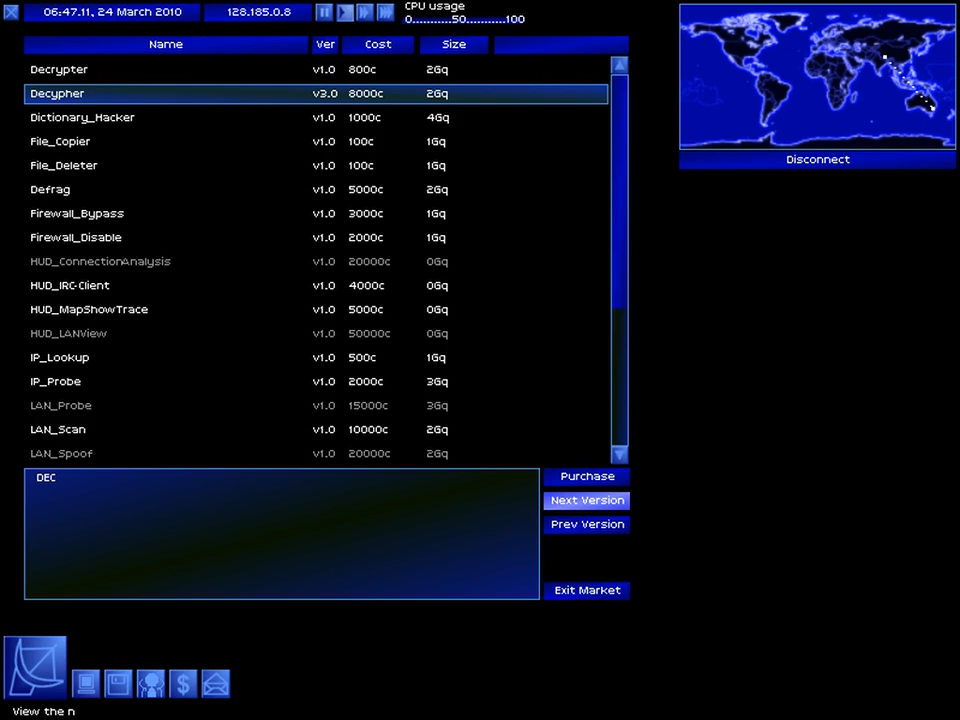 06:47.11, 24 March 2010 128.185.0.8 CPU usage
0............50...........100
Name Ver Cost Size
Decrypter v1.0 800c 2Gq
Decypher v3.0 8000c 2Gq
Dictionary_Hacker v1.0 1000c 4Gq
File_Copier v1.0 100c 1Gq
File_Deleter v1.0 100c 1Gq
Defrag v1.0 5000c 2Gq
Firewall_Bypass v1.0 3000c 1Gq
Firewall_Disable v1.0 2000c 1Gq
HUD_ConnectionAnalysis v1.0 20000c 0Gq
HUD_IRC-Client v1.0 4000c 0Gq
HUD_MapShowTrace v1.0 5000c 0Gq
HUD_LANView v1.0 50000c 0Gq
IP_Lookup v1.0 500c 1Gq
IP_Probe v1.0 2000c 3Gq
LAN_Probe v1.0 15000c 3Gq
LAN_Scan v1.0 10000c 2Gq
LAN_Spoof v1.0 20000c 2Gq
Disconnect
DEC
Purchase
Next Version
Prev Version
Exit Market
View the n